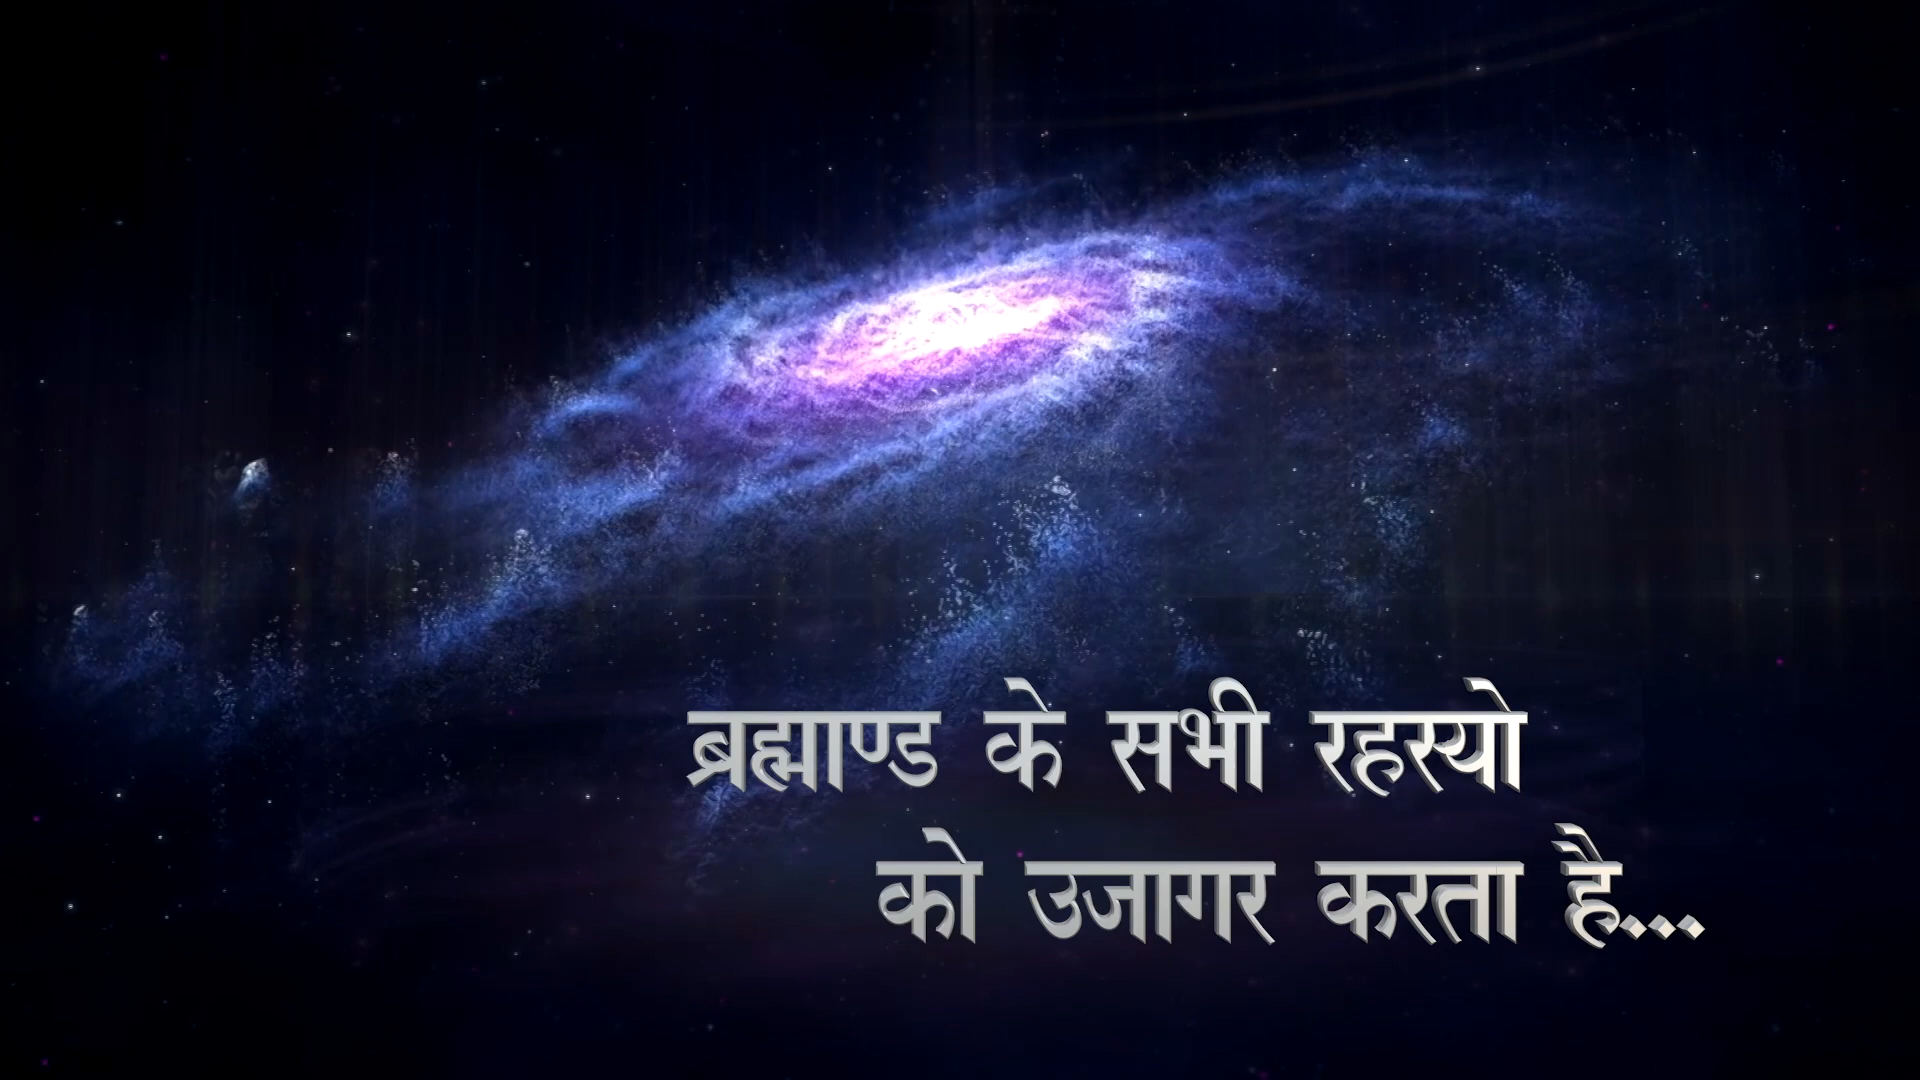 ब्रह्माण्ड के सभी रहस्यो
को उजागर करता है...